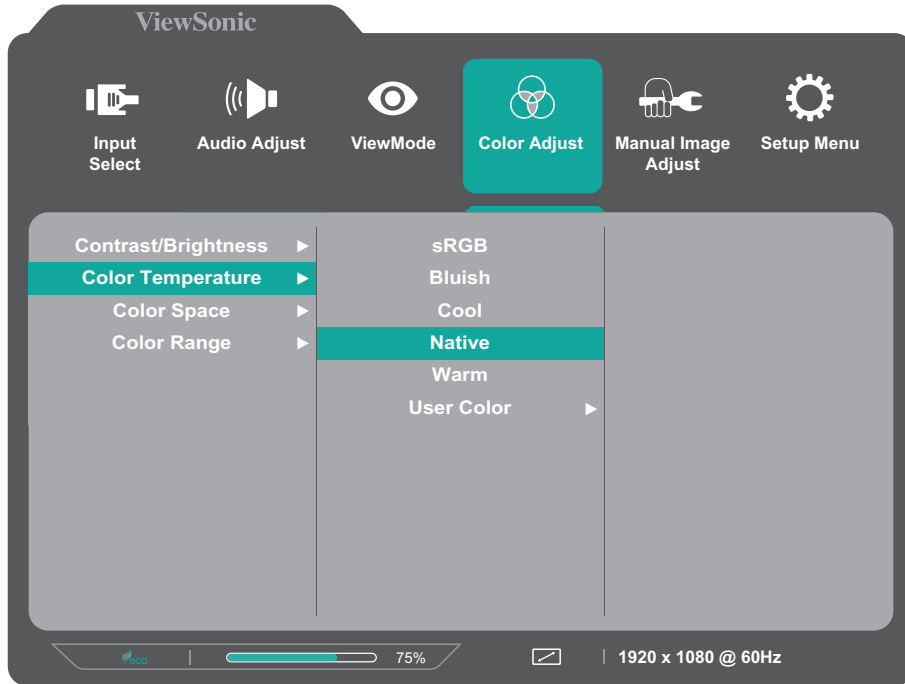 ViewSonic
Input Select
Audio Adjust
ViewMode
Color Adjust
Manual Image Adjust
Setup Menu
Contrast/Brightness
sRGB
Color Temperature
Bluish
Color Space
Cool
Color Range
Native
Warm
User Color
eco
75%
1920 x 1080 @ 60Hz